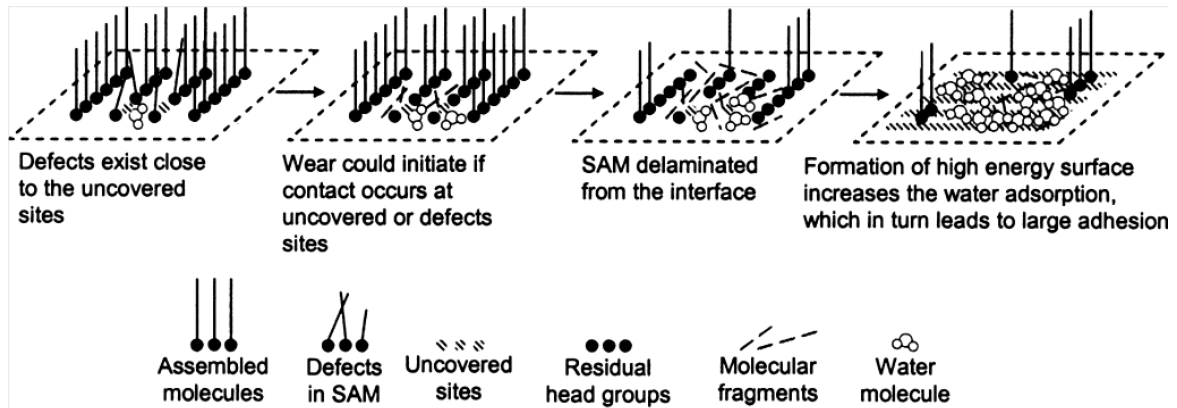 Defects exist close
to the uncovered
sites
Wear could initiate if
contact occurs at
uncovered or defects
sites
SAM delaminated
from the interface
Formation of high energy surface
increases the water adsorption,
which in turn leads to large adhesion
Assembled
molecules
Defects
in SAM
Uncovered
sites
Residual
head groups
Molecular
fragments
Water
molecule